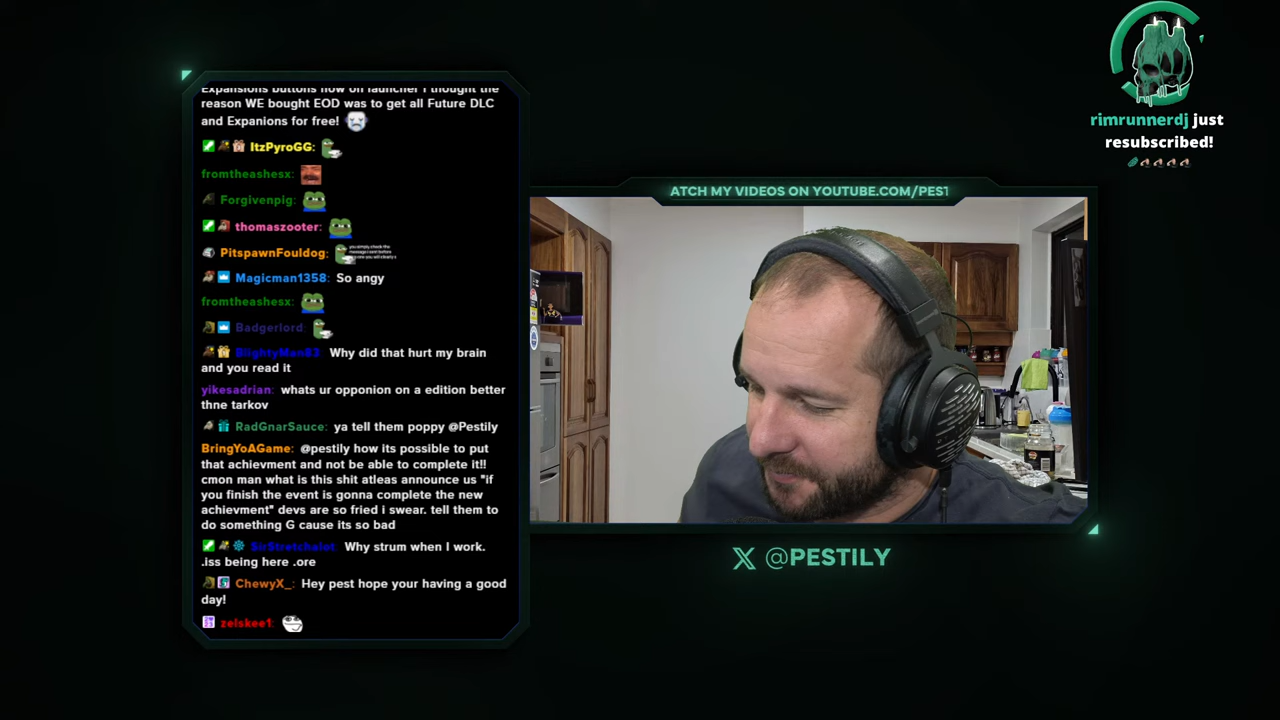 Expansions buttons now on launcher I thought the
reason WE bought EOD was to get all Future DLC
and Expanions for free!
ItzPyroGG:
fromtheashesx:
Forgivenpig:
thomaszooter:
PitspawnFouldog:
Magicman1358: So angy
fromtheashesx:
Badgerlord:
BlightyMan83 Why did that hurt my brain
and you read it
yikesadrian: whats ur opponion on a edition better
thne tarkov
RadGnarSauce: ya tell them poppy @Pestily
BringYoAGame: @pestily how its possible to put
that achievment and not be able to complete it!!
cmon man what is this shit atleas announce us "if
you finish the event is gonna complete the new
achievment" devs are so fried i swear. tell them to
do something G cause its so bad
SirStretchalot: Why strum when I work.
.iss being here .ore
ChewyX_: Hey pest hope your having a good
day!
zelskee1:
ATCH MY VIDEOS ON YOUTUBE.COM/PEST
X @PESTILY
rimrunnerdj just
resubscribed!